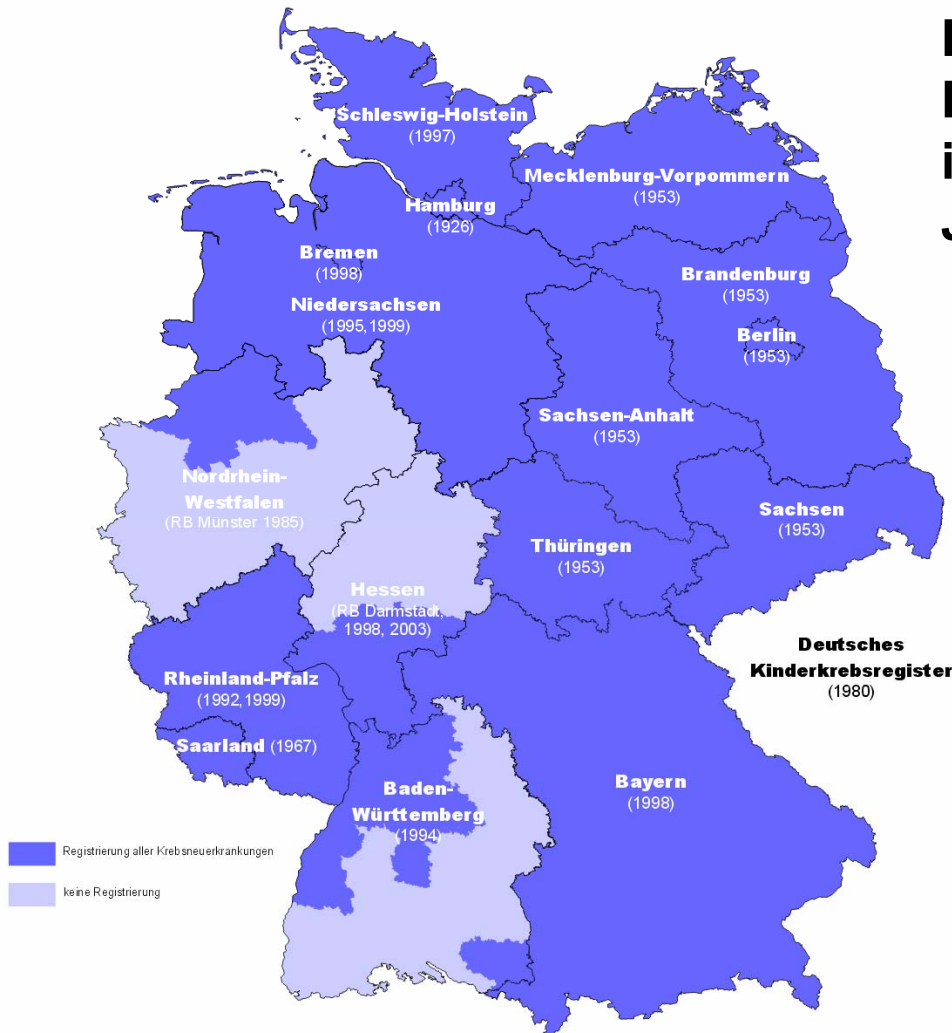 Schleswig-Holstein
(1997)
Mecklenburg-Vorpommern
(1953)
Hamburg
(1926)
Bremen
(1998)
Niedersachsen
(1995,1999)
Brandenburg
(1953)
Berlin
(1953)
Sachsen-Anhalt
(1953)
Nordrhein-
Westfalen
(RB Münster 1985)
Sachsen
(1953)
Thüringen
(1953)
Hessen
(RB Darmstadt,
1998, 2003)
Deutsches
Kinderkrebsregister
(1980)
Rheinland-Pfalz
(1992,1999)
Saarland (1967)
Baden-
Württemberg
(1994)
Bayern
(1998)
Registrierung aller Krebsneuerkrankungen
keine Registrierung